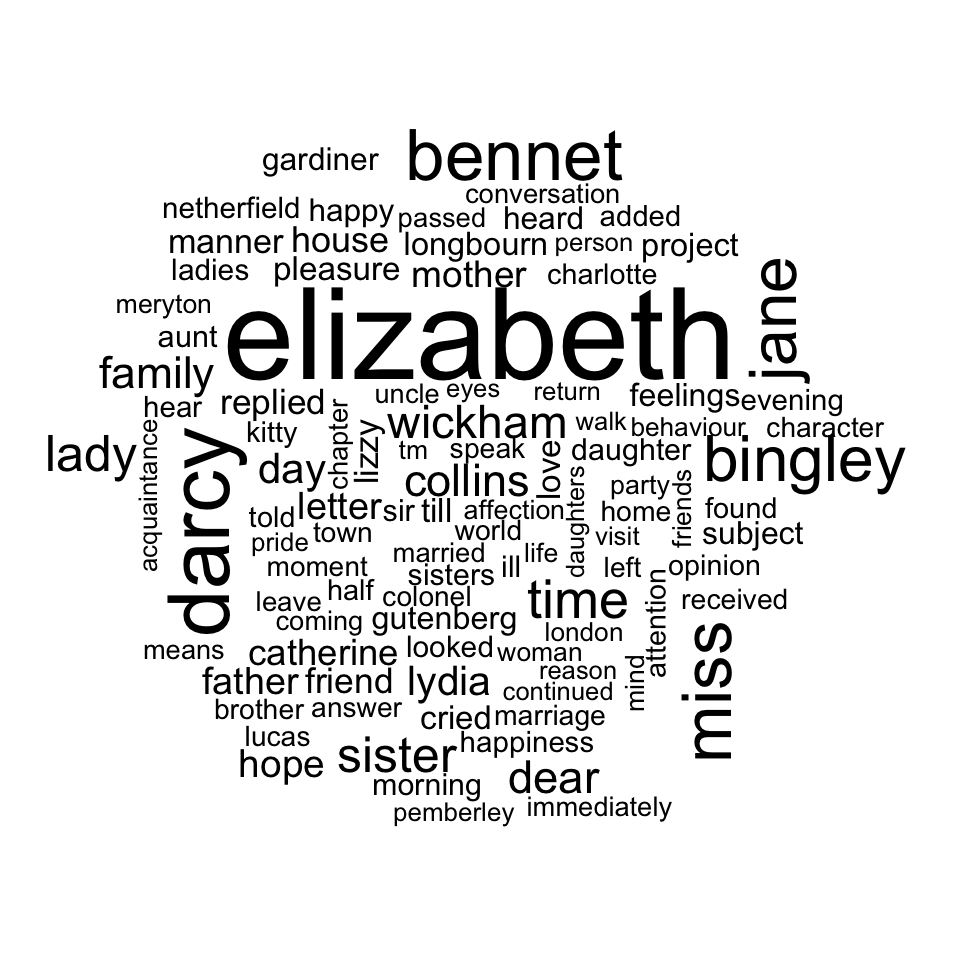 gardiner bennet
conversation
netherfield happy passed heard added
manner house longbourn person project
ladies pleasure mother charlotte
jane
meryton
elizabeth
aunt
family
uncle eyes return feelings evening
hear replied
wickham walk behaviour character
acquaintance
kitty
chapter
lizzy
lady
darcy
tm speak daughter
bingley
day
collins
love
daughters
party
friends
letter sir till affection home found
told
town world visit subject
pride
married life
moment sisters ill left opinion
half colonel
leave
time
attention
received
coming gutenberg
london
miss
means catherine looked woman
reason
mind
father friend lydia continued
brother answer cried marriage
lucas
happiness
hope sister
morning dear
pemberley immediately